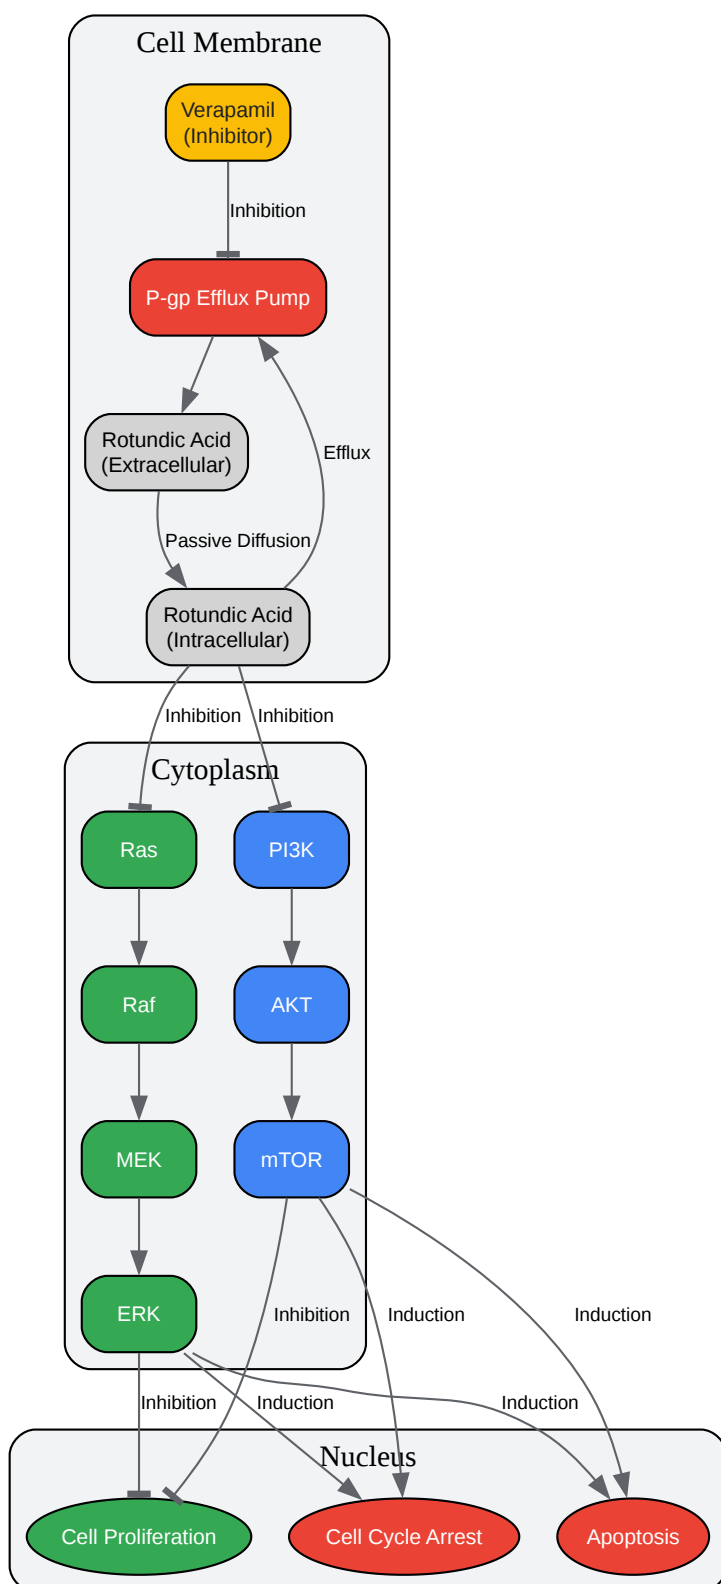 Cell Membrane
Verapamil
(Inhibitor)
Inhibition
P-gp Efflux Pump
Rotundic Acid
(Extracellular)
Efflux
Passive Diffusion
Rotundic Acid
(Intracellular)
Inhibition
Inhibition
Cytoplasm
Ras
PI3K
Raf
AKT
MEK
mTOR
ERK
Inhibition
Induction
Induction
Inhibition
Induction
Induction
Nucleus
Cell Proliferation
Cell Cycle Arrest
Apoptosis